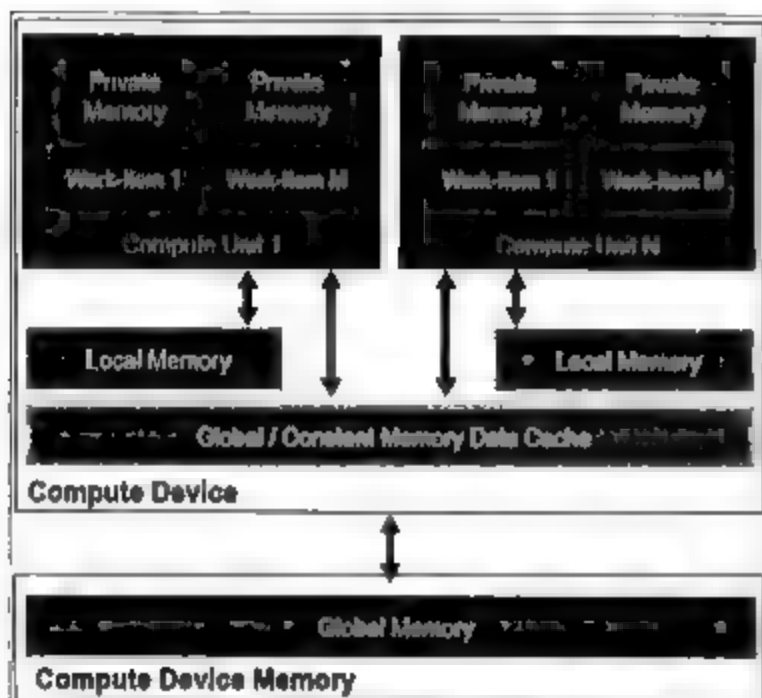 Private Private Private Private
Memory Memory Memory Memory
Work-Item 1 Work-Item M Work-Item 1 Work-Item M
Compute Unit 1 Compute Unit N
Local Memory Local Memory
Global / Constant Memory Data Cache
Compute Device
Global Memory
Compute Device Memory